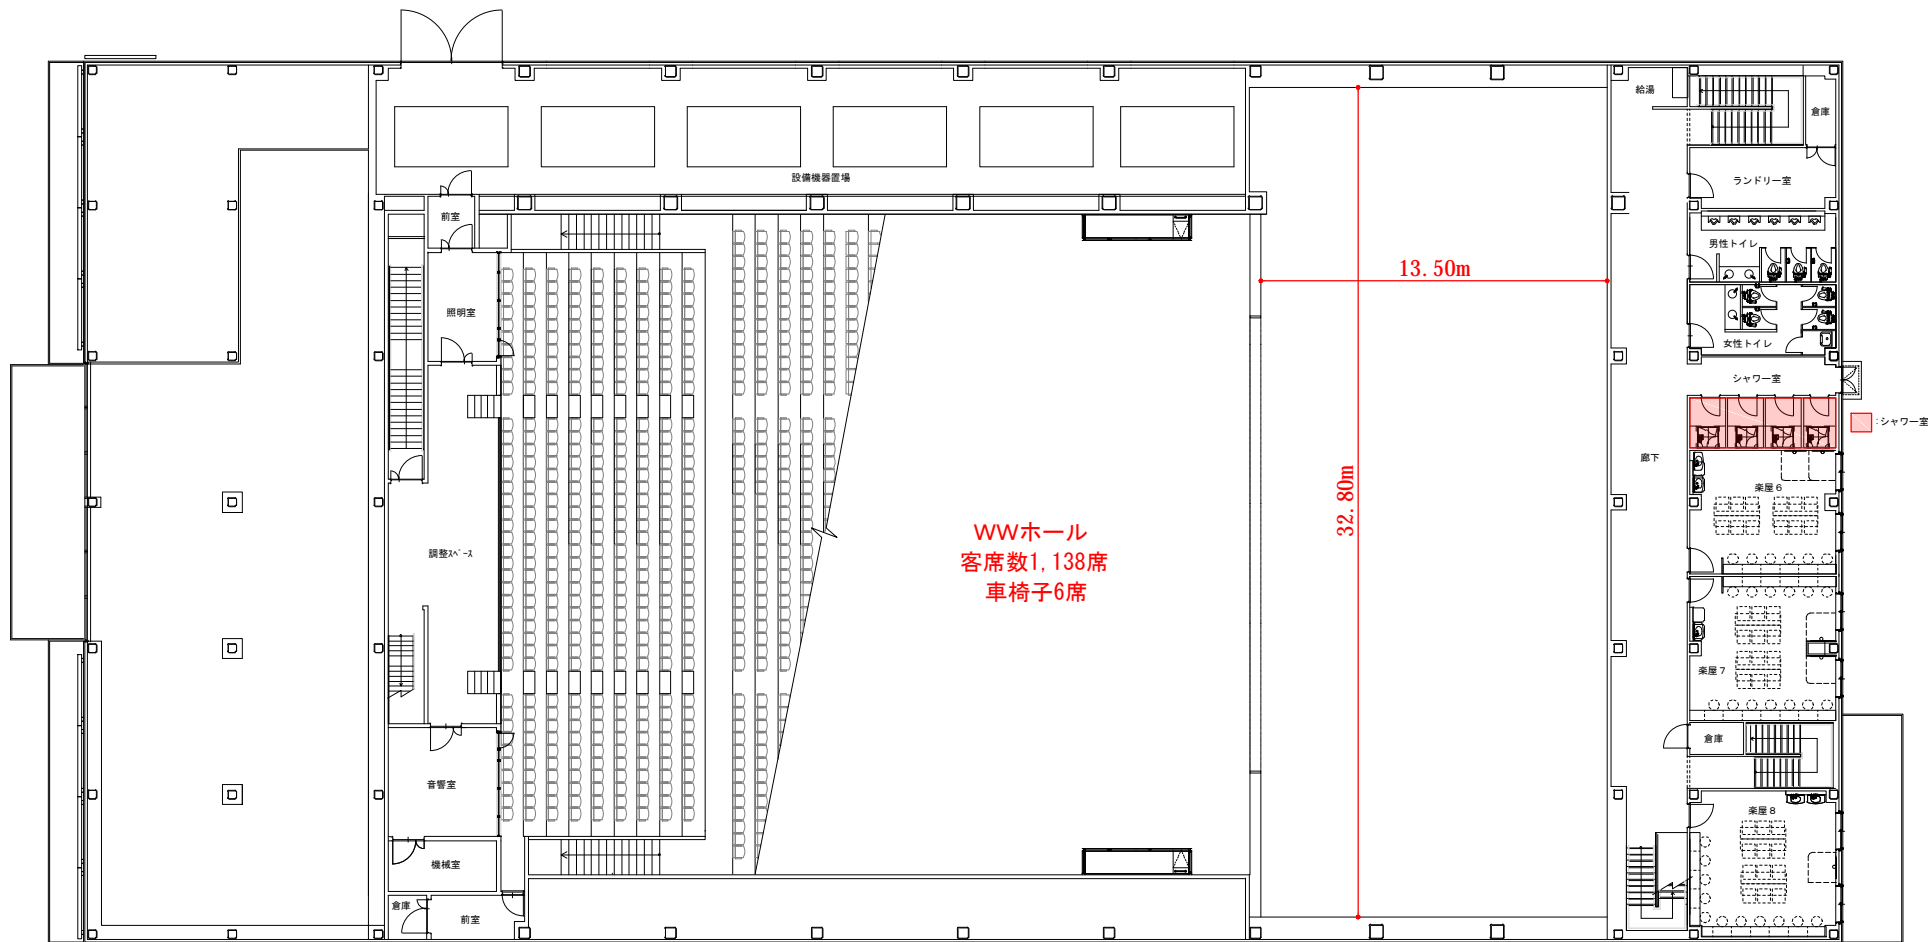 給湯
倉庫
設備機器置場
ランドリー室
前室
男性トイレ
13.50m
照明室
女性トイレ
シャワー室
:シャワー室
廊下
32.80m
楽屋6
WWホール
客席数1,138席
車椅子6席
調整スペース
楽屋7
倉庫
音響室
楽屋8
機械室
倉庫
前室